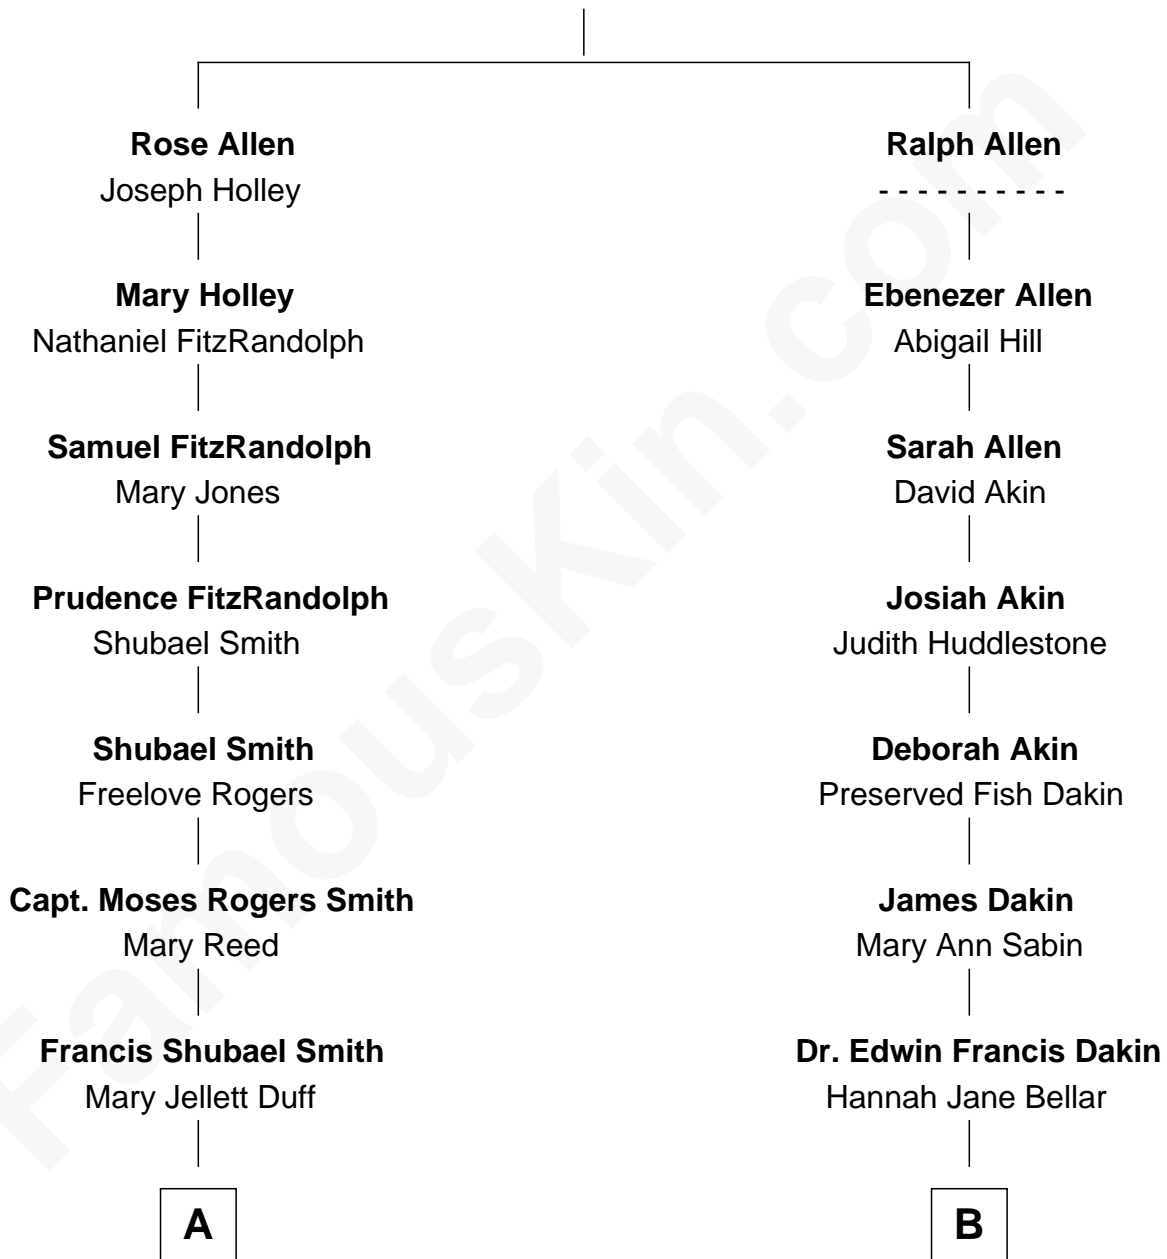 Rose Allen
Joseph Holley
Mary Holley
Nathaniel FitzRandolph
Samuel FitzRandolph
Mary Jones
Prudence FitzRandolph
Shubael Smith
Shubael Smith
Freelove Rogers
Capt. Moses Rogers Smith
Mary Reed
Francis Shubael Smith
Mary Jellett Duff
A
Ralph Allen
- - - - - - - - - -
Ebenezer Allen
Abigail Hill
Sarah Allen
David Akin
Josiah Akin
Judith Huddlestone
Deborah Akin
Preserved Fish Dakin
James Dakin
Mary Ann Sabin
Dr. Edwin Francis Dakin
Hannah Jane Bellar
B
FamousKin.com